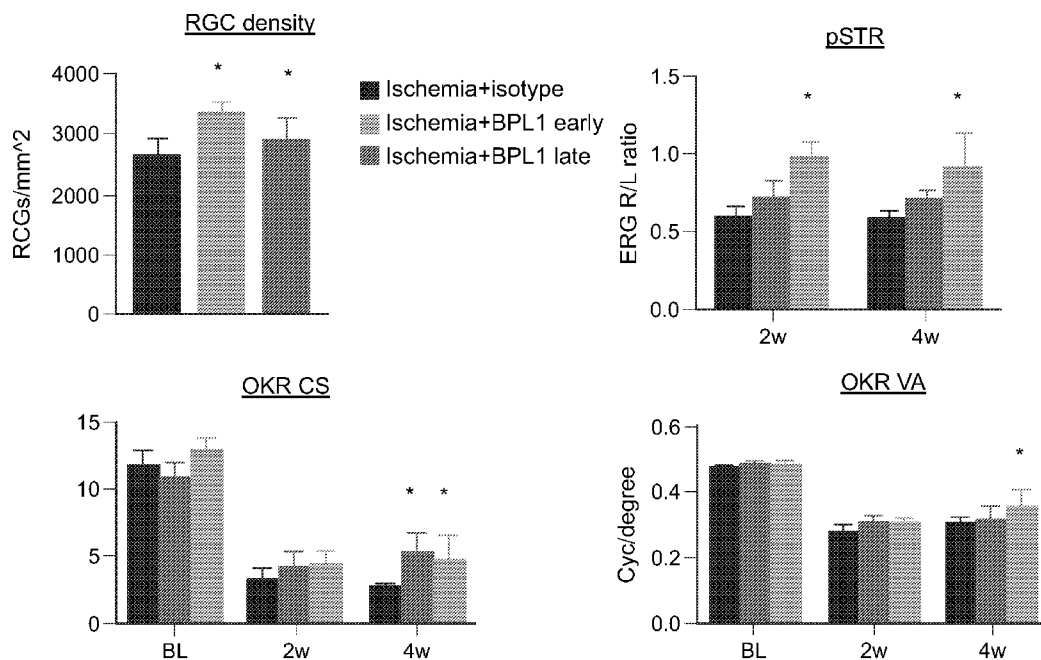 RGC density
4000
3000
2000
1000
0
RCGs/mm^2
*
*
Ischemia+isotype
Ischemia+BPL1 early
Ischemia+BPL1 late
pSTR
1.5
1.0
0.5
0.0
ERG R/L ratio
*
*
2w
4w
OKR CS
15
10
5
0
*
*
BL
2w
4w
OKR VA
0.6
0.4
0.2
0.0
Cyc/degree
*
BL
2w
4w